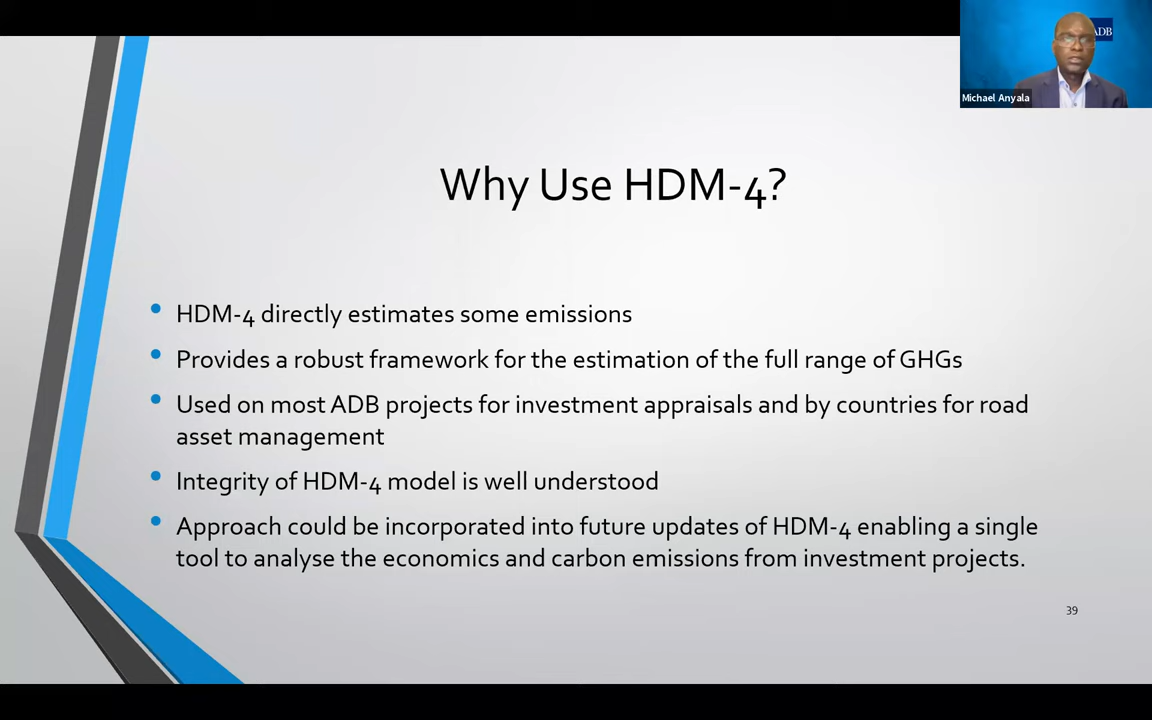 ADB
Michael Anyala
Why Use HDM-4?
• HDM-4 directly estimates some emissions
• Provides a robust framework for the estimation of the full range of GHGs
• Used on most ADB projects for investment appraisals and by countries for road
asset management
• Integrity of HDM-4 model is well understood
• Approach could be incorporated into future updates of HDM-4 enabling a single
tool to analyse the economics and carbon emissions from investment projects.
39